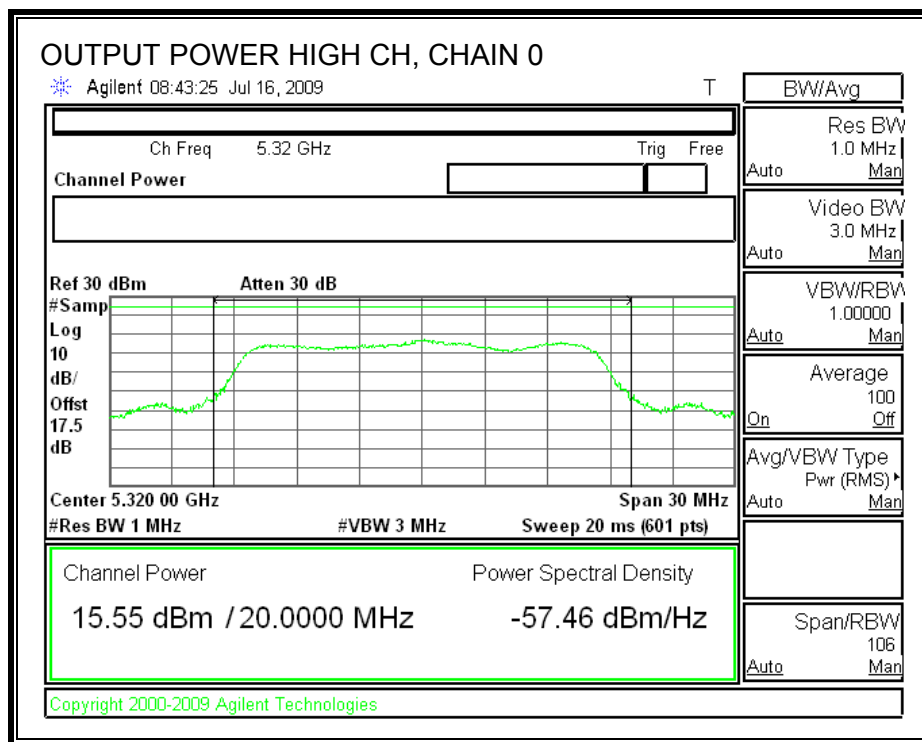 OUTPUT POWER HIGH CH, CHAIN 0
Agilent 08:43:25 Jul 16, 2009 T
Ch Freq 5.32 GHz Trig Free
Channel Power
Ref 30 dBm Atten 30 dB
#Samp
Log
10
dB/
Offst
17.5
dB
Center 5.320 00 GHz Span 30 MHz
#Res BW 1 MHz #VBW 3 MHz Sweep 20 ms (601 pts)
Channel Power Power Spectral Density
15.55 dBm / 20.0000 MHz -57.46 dBm/Hz
Copyright 2000-2009 Agilent Technologies
BW/Avg
Res BW
1.0 MHz
Auto Man
Video BW
3.0 MHz
Auto Man
VBW/RBW
1.00000
Auto Man
Average
100
On Off
Avg/VBW Type
Pwr (RMS)
Auto Man
Span/RBW
106
Auto Man